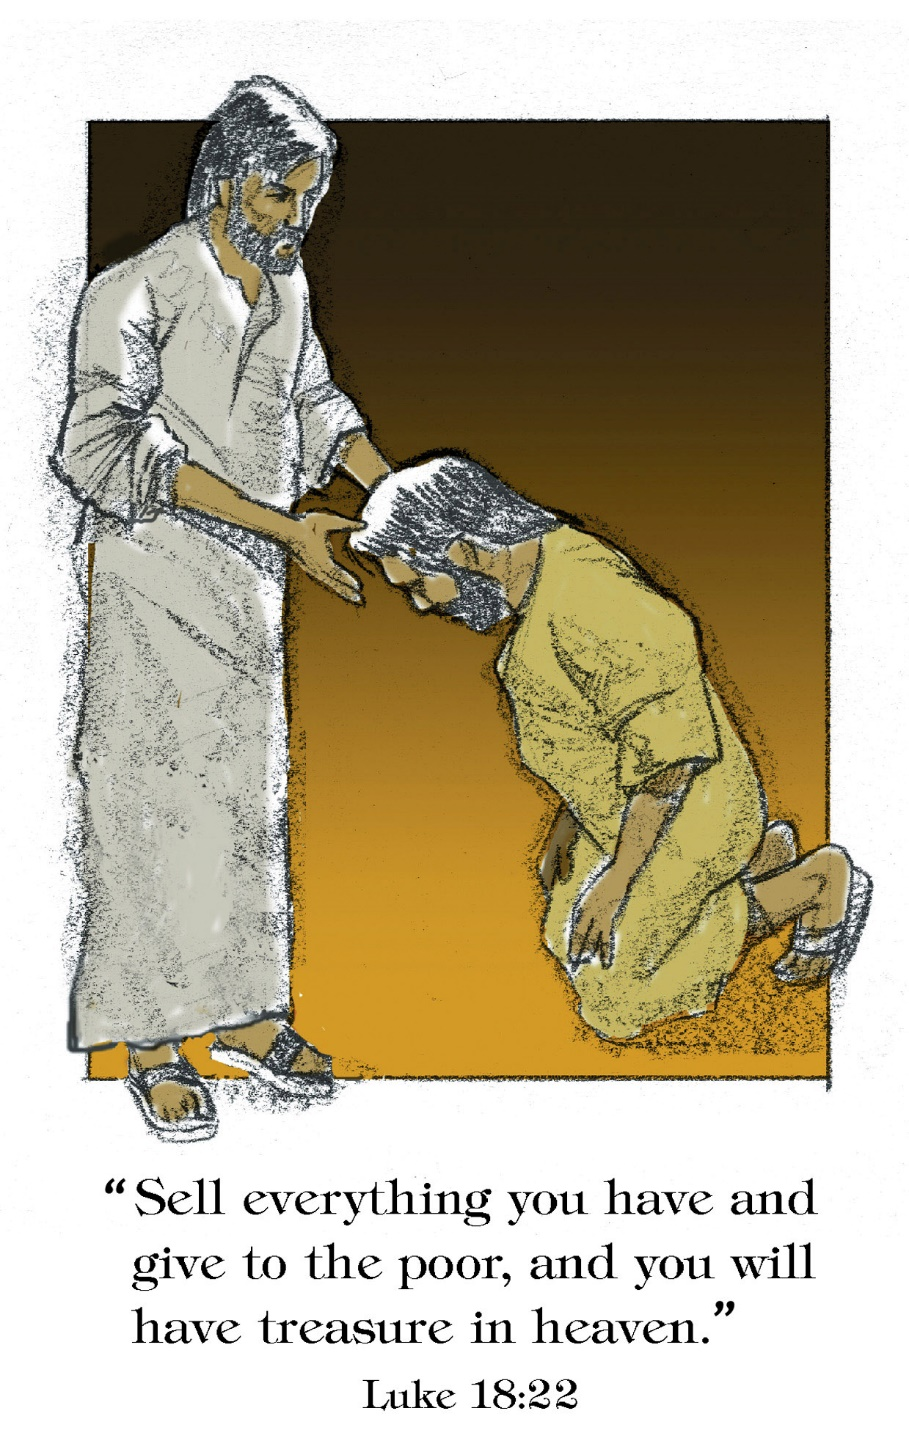 “Sell everything you have and
give to the poor, and you will
have treasure in heaven.”
Luke 18:22